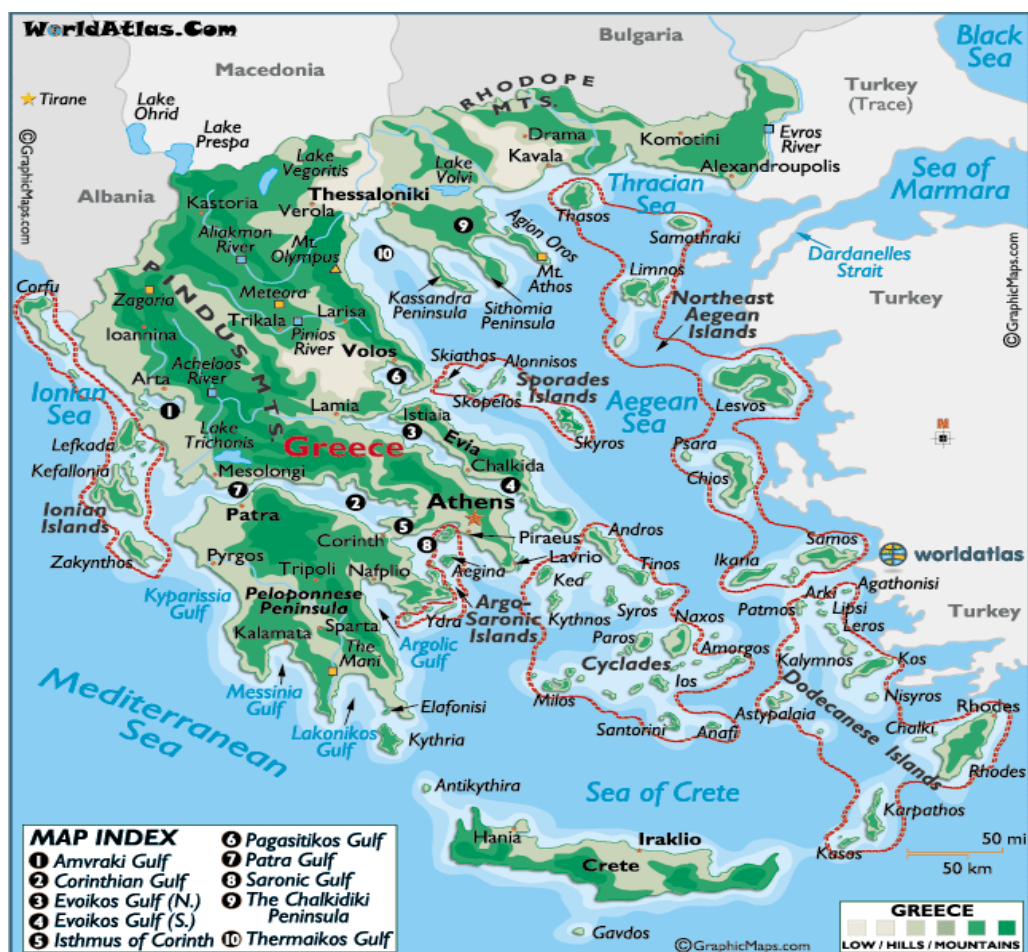 WorldAtlas.Com
Bulgaria
Black
Sea
Macedonia
Tirane
Lake
Ohrid
Lake
Prespa
RHODOPE
MTS.
Turkey
(Trace)
Drama
Kavala
Komotini
Evros
River
Alexandroupolis
Lake
Vegoritis
Lake
Volvi
©GraphicMaps.com
Albania
Thessaloniki
Thracian
Sea
Sea of
Marmara
Kastoria
Verola
Thasos
Samothraki
Aliakmon
River
Mt.
Olympus
9
Agion Oros
10
Mt.
Athos
Dardanelles
Strait
Limnos
Corfu
PINDUS MTS.
Zagoria
Meteora
Kassandra
Peninsula
Sithomia
Peninsula
Northeast
Aegean
Islands
Turkey
©GraphicMaps.com
Ioannina
Trikala
Larisa
Pinios
River
Volos
Skiathos
Alonnisos
Acheloos
River
Arta
6
Sporades
Islands
Skopelos
Ionian
Sea
1
Lamia
Istiaia
Aegean
Sea
Lesvos
Lefkada
Lake
Trichonis
Greece
3
Evia
Skyros
Psara
N
Kefallonia
Mesolongi
Chalkida
Chios
7
2
4
Ionian
Islands
Patra
Athens
5
Corinth
8
Piraeus
Andros
Zakynthos
Pyrgos
Lavrio
Samos
worldatlas
Tripoli
Nafplio
Aegina
Kea
Tinos
Ikaria
Agathonisi
Kyparissia
Gulf
Peloponnese
Peninsula
Argo-
Saronic
Islands
Ydra
Kythnos
Syros
Naxos
Patmos
Arki
Lipsi
Leros
Turkey
Kalamata
Sparta
The
Mani
Argolic
Gulf
Paros
Amorgos
Cyclades
Kalymnos
Kos
Messinia
Gulf
Ios
Mediterranean
Sea
Milos
Dodecanese Islands
Nisyros
Elafonisi
Lakonikos
Gulf
Kythria
Santorini
Anafi
Astypalaia
Chalki
Rhodes
Rhodes
Antikythira
Sea of Crete
Karpathos
Hania
Iraklio
Crete
Kasos
50 mi
50 km
Gavdos
©GraphicMaps.com
MAP INDEX
1 Amvraki Gulf
2 Corinthian Gulf
3 Evoikos Gulf (N.)
4 Evoikos Gulf (S.)
5 Isthmus of Corinth
6 Pagasitikos Gulf
7 Patra Gulf
8 Saronic Gulf
9 The Chalkidiki
Peninsula
10 Thermaikos Gulf
GREECE
LOW / HILLS / MOUNTAINS